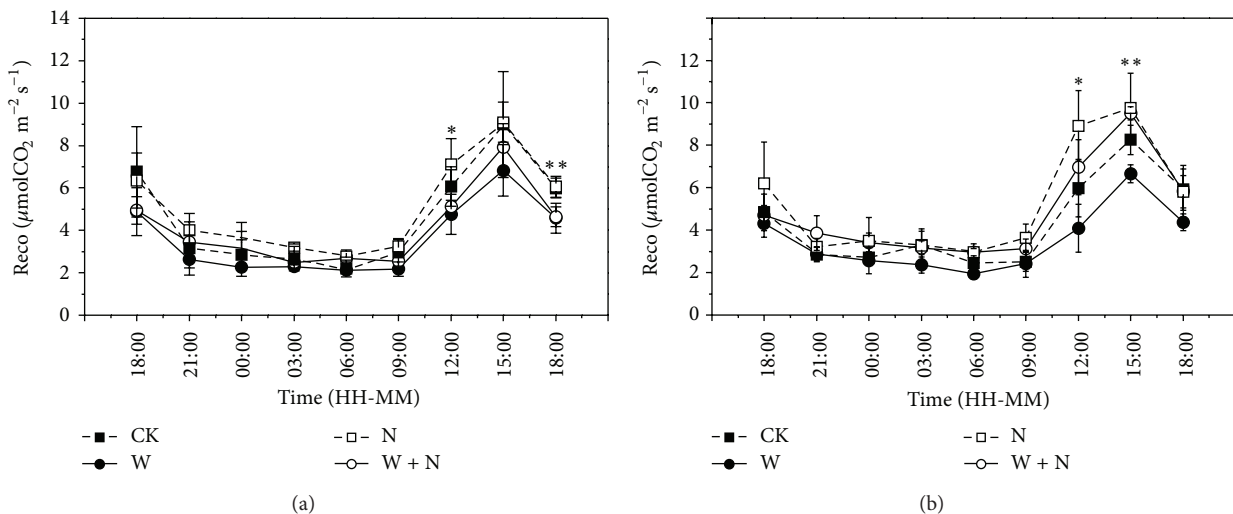 14
12
10
8
6
4
2
0
Reco (μmolCO₂ m⁻² s⁻¹)
*
**
18:00
21:00
00:00
03:00
06:00
09:00
12:00
15:00
18:00
Time (HH-MM)
CK
N
W
W + N
(a)
14
12
10
8
6
4
2
0
Reco (μmolCO₂ m⁻² s⁻¹)
*
**
18:00
21:00
00:00
03:00
06:00
09:00
12:00
15:00
18:00
Time (HH-MM)
CK
N
W
W + N
(b)